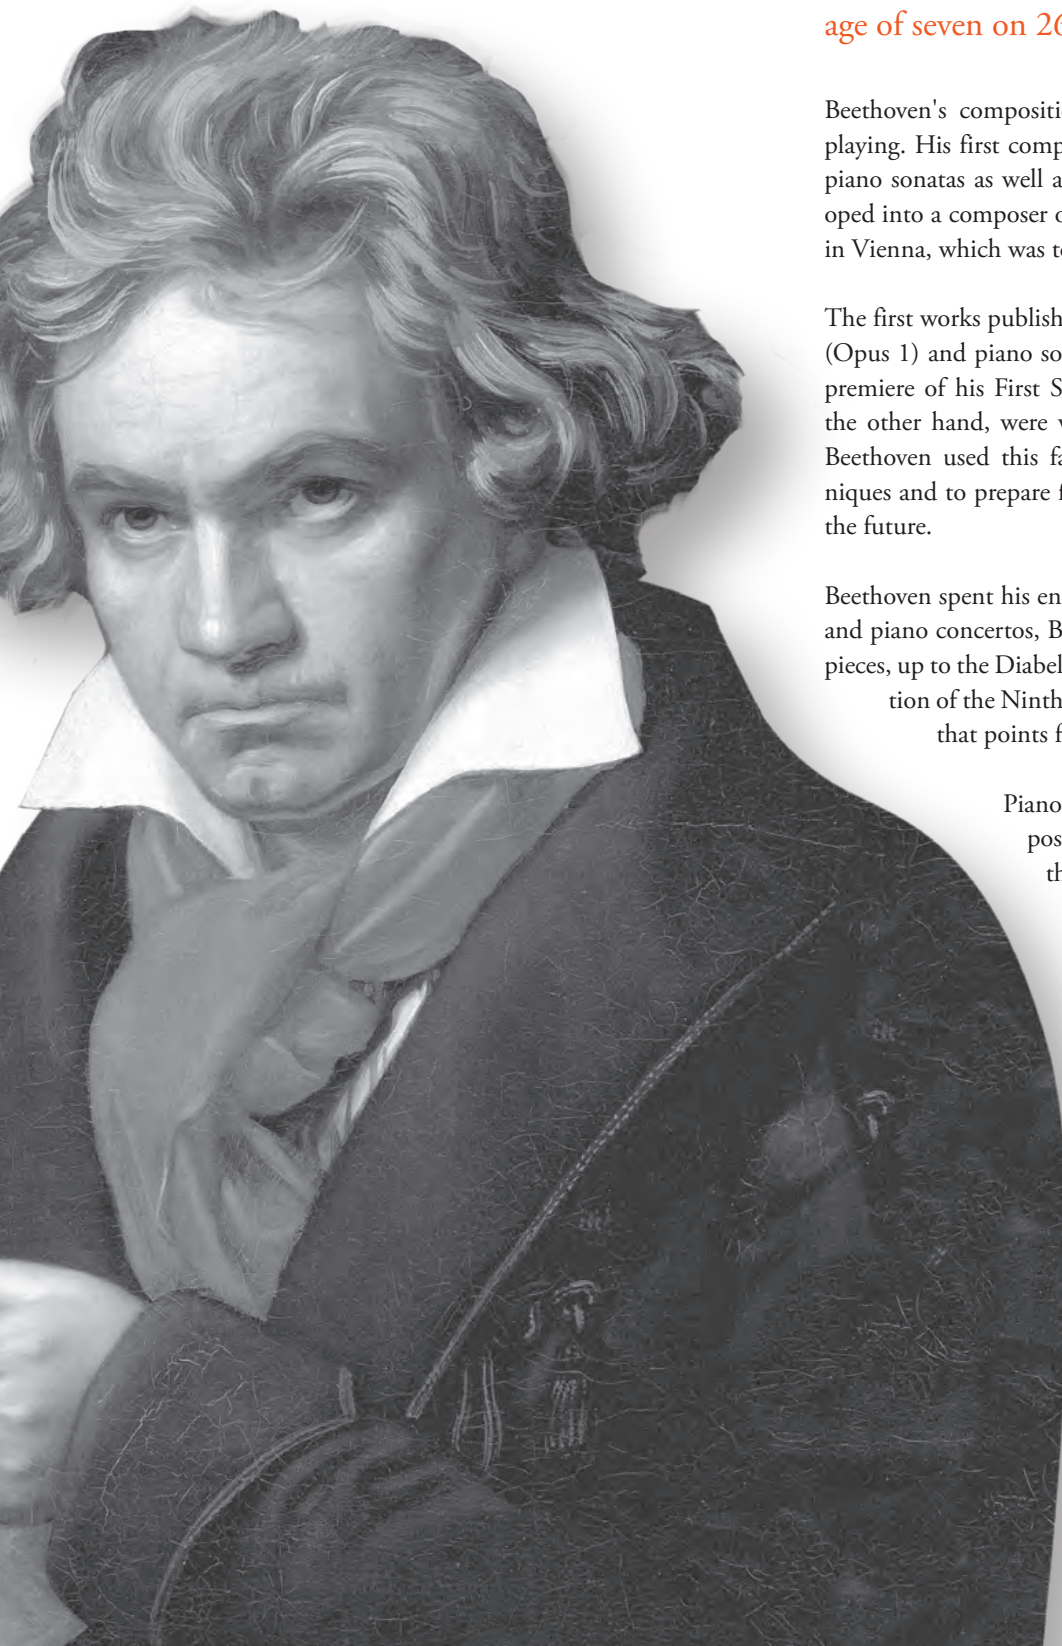 age of seven on 26
Beethoven's compositi
playing. His first comp
piano sonatas as well a
oped into a composer o
in Vienna, which was t
The first works publish
(Opus 1) and piano so
premiere of his First S
the other hand, were
Beethoven used this fa
niques and to prepare f
the future.
Beethoven spent his en
and piano concertos, B
pieces, up to the Diabel
tion of the Ninth
that points f
Piano
pos
th